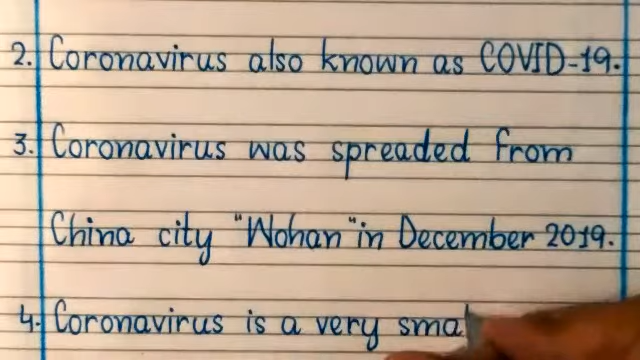 2. Coronavirus also known as COVID-19.
3. Coronavirus was spreaded from
China city "Wohan" in December 2019.
4. Coronavirus is a very sma